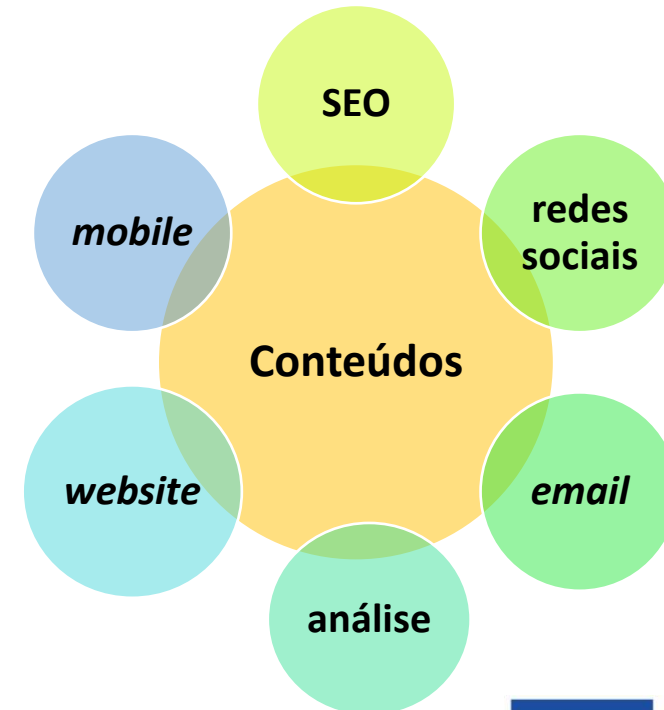 SEO
mobile
redes
sociais
Conteúdos
website
email
análise